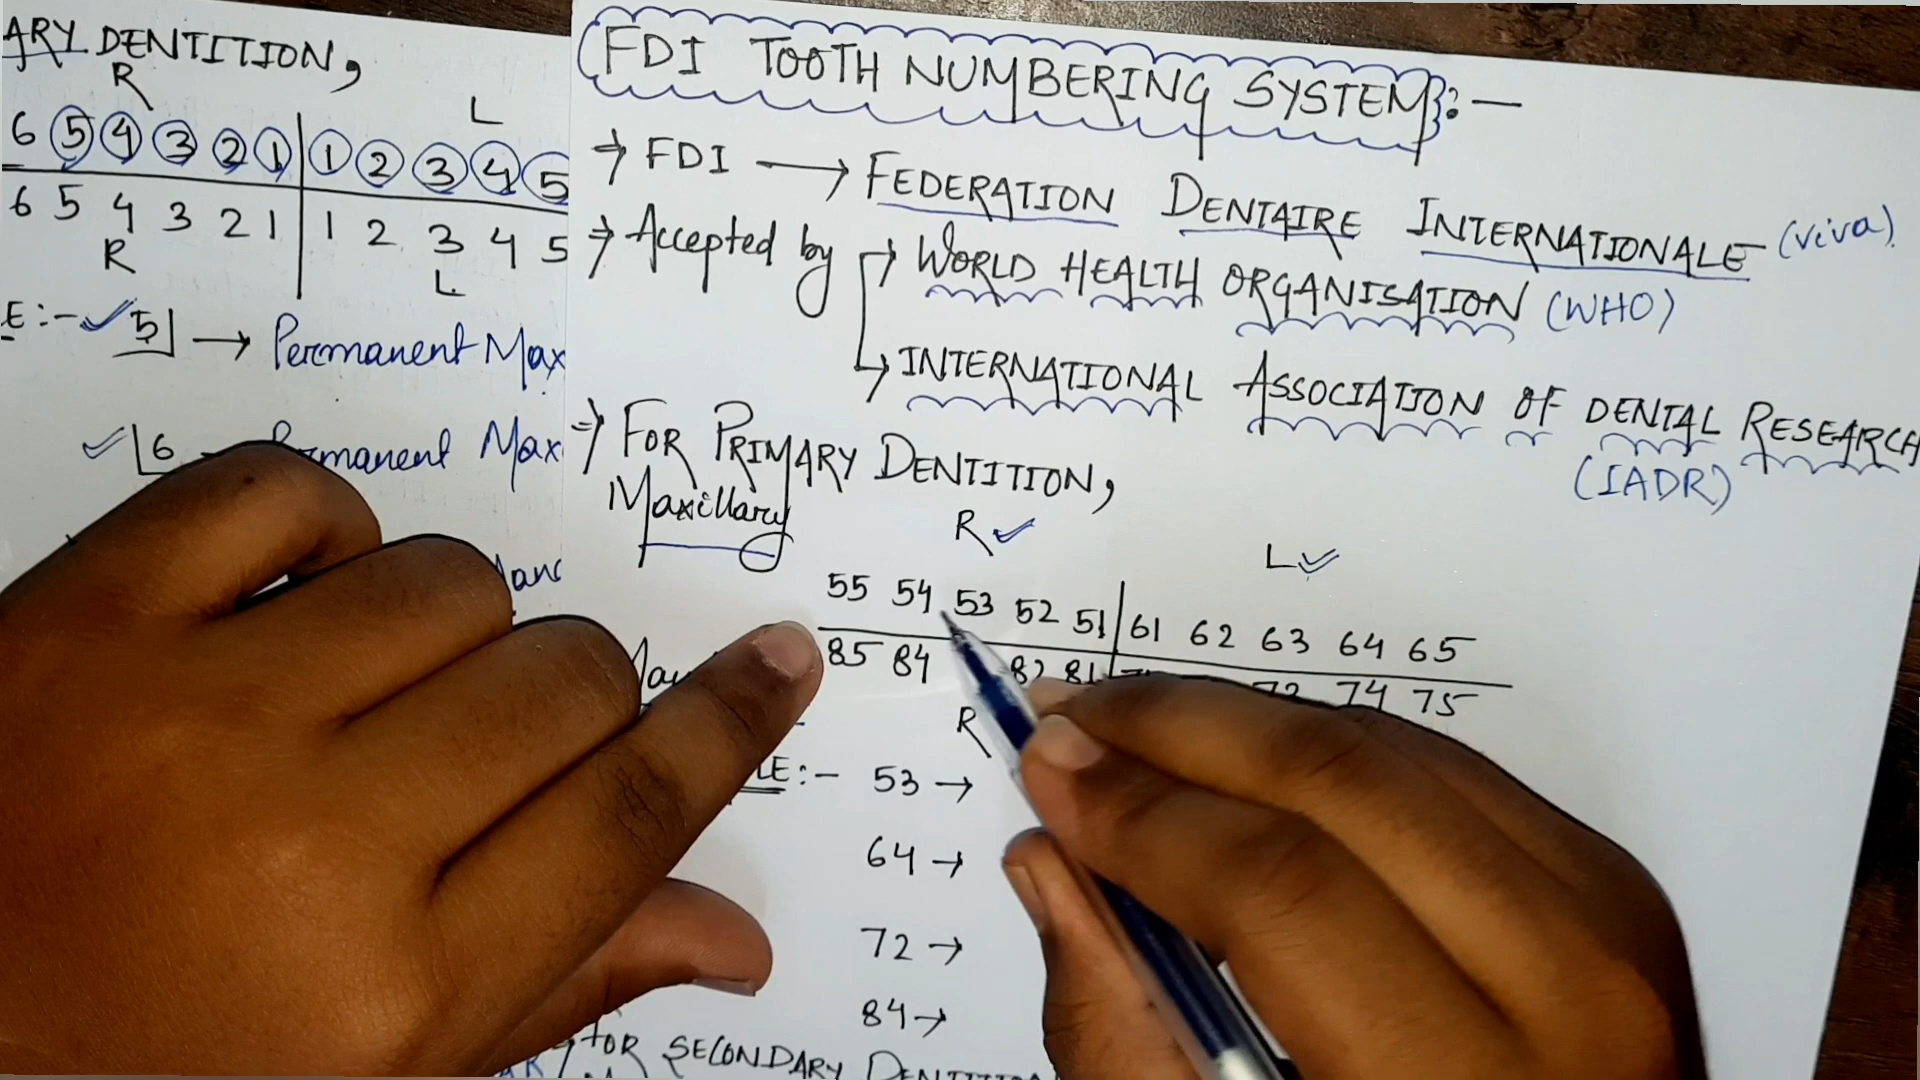 ARY DENTITION,
R
L
6 5 4 3 2 1 1 2 3 4 5
6 5 4 3 2 1 1 2 3 4 5
R
L
E:- 5 → Permanent Max
6 Permanent Max
FDI TOOTH NUMBERING SYSTEM:-
⇒ FDI → FEDERATION DENTAIRE INTERNATIONALE (viva)
⇒ Accepted by → WORLD HEALTH ORGANISATION (WHO)
→ INTERNATIONAL ASSOCIATION OF DENTAL RESEARCH
(IADR)
⇒ FOR PRIMARY DENTITION,
Maxillary
R
L
55 54 53 52 51 61 62 63 64 65
85 84 82 81 74 75
R
LE:- 53 →
64 →
72 →
84 →
FOR SECONDARY